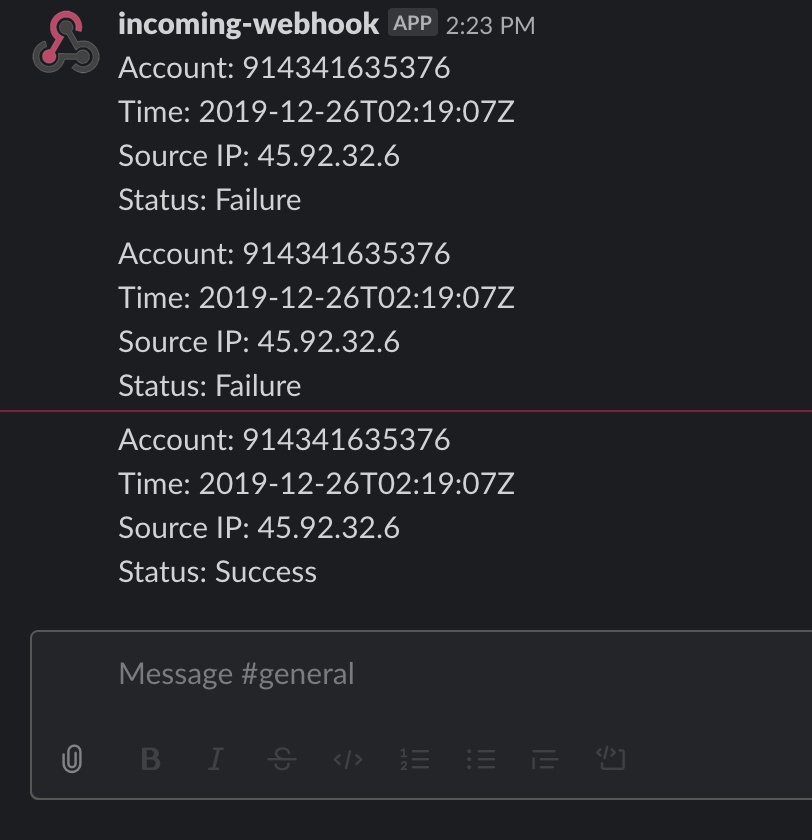 incoming-webhook APP 2:23 PM
Account: 914341635376
Time: 2019-12-26T02:19:07Z
Source IP: 45.92.32.6
Status: Failure
Account: 914341635376
Time: 2019-12-26T02:19:07Z
Source IP: 45.92.32.6
Status: Failure
Account: 914341635376
Time: 2019-12-26T02:19:07Z
Source IP: 45.92.32.6
Status: Success
Message #general